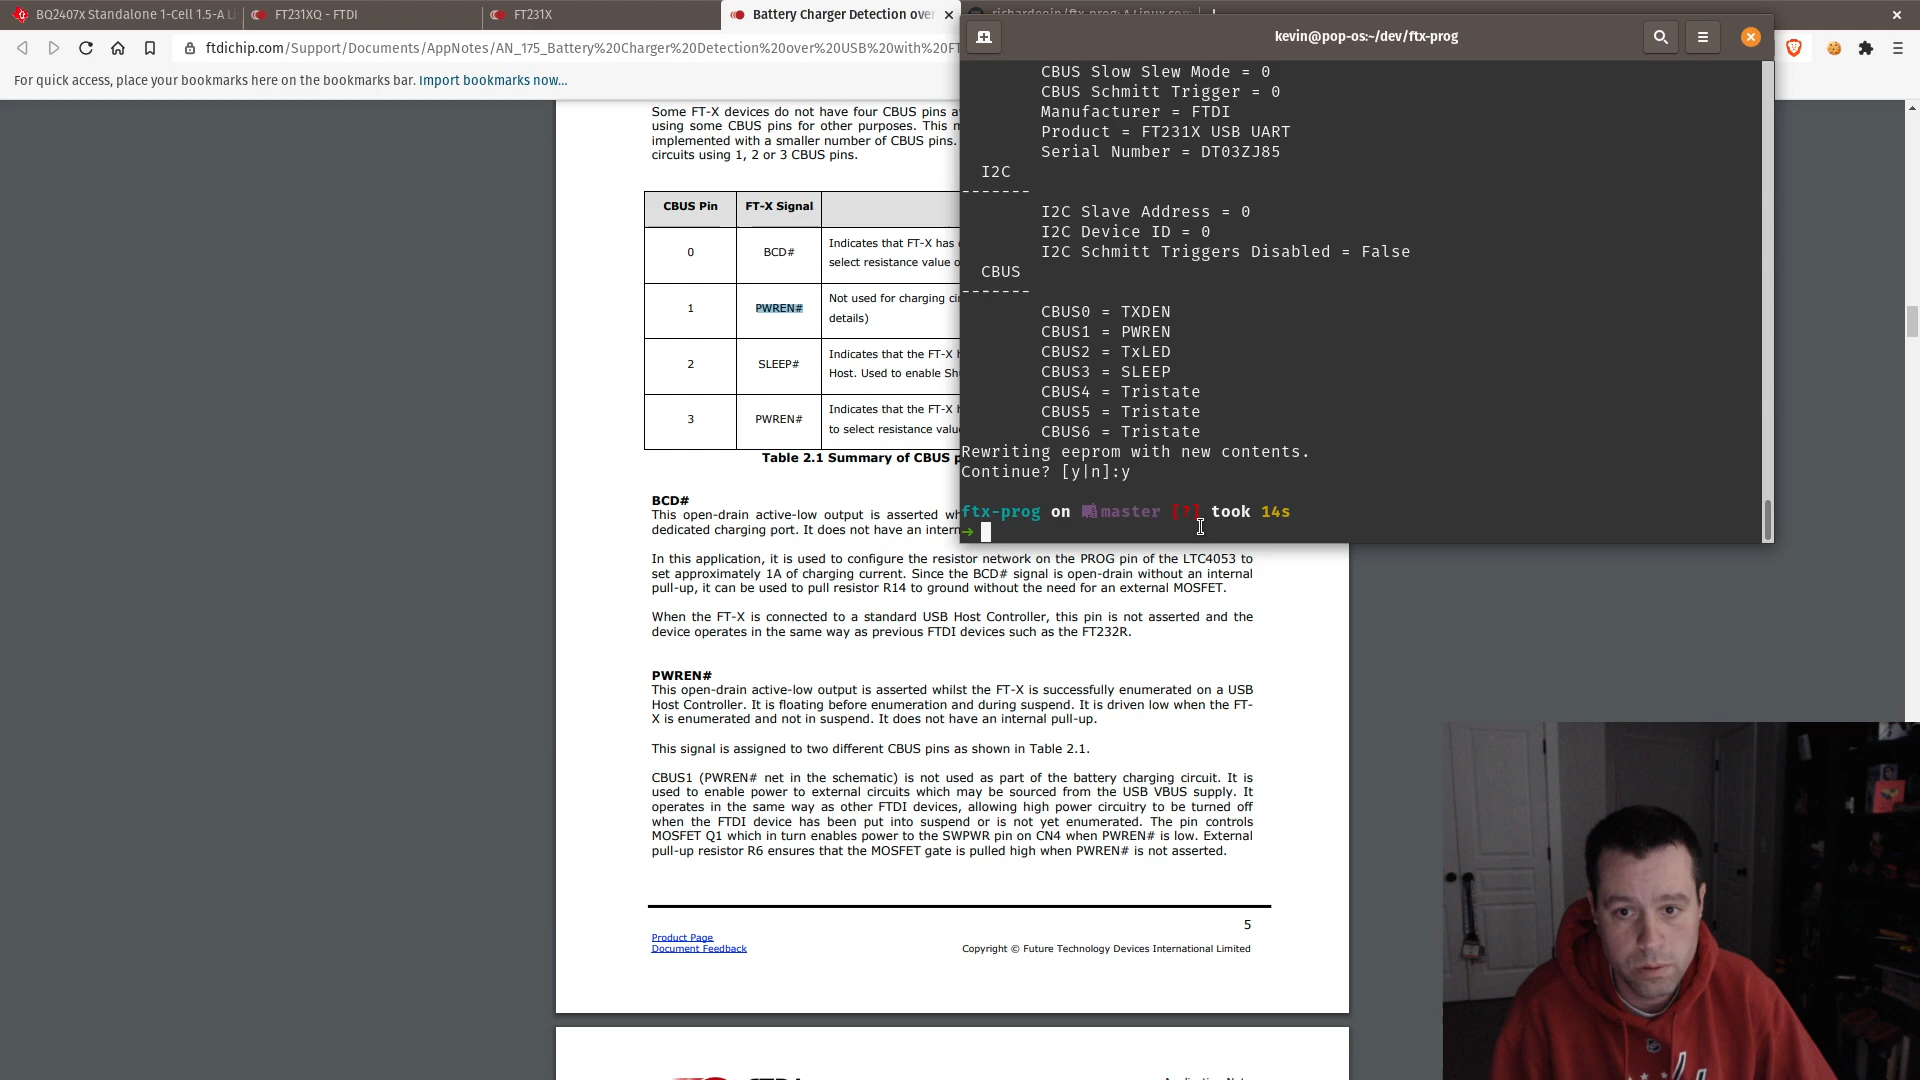 BQ2407x Standalone 1-Cell 1.5-A Li
FT231XQ - FTDI
FT231X
Battery Charger Detection over
richardeoin/ftx-prog: A Linux com
ftdichip.com/Support/Documents/AppNotes/AN_175_Battery%20Charger%20Detection%20over%20USB%20with%20FT
For quick access, place your bookmarks here on the bookmarks bar. Import bookmarks now...
Some FT-X devices do not have four CBUS pins a
using some CBUS pins for other purposes. This m
implemented with a smaller number of CBUS pins.
circuits using 1, 2 or 3 CBUS pins.
CBUS Pin FT-X Signal
0 BCD# Indicates that FT-X has
select resistance value o
1 PWREN# Not used for charging cir
details)
2 SLEEP# Indicates that the FT-X h
Host. Used to enable Sh
3 PWREN# Indicates that the FT-X h
to select resistance valu
Table 2.1 Summary of CBUS p
BCD#
This open-drain active-low output is asserted wh
dedicated charging port. It does not have an intern
In this application, it is used to configure the resistor network on the PROG pin of the LTC4053 to
set approximately 1A of charging current. Since the BCD# signal is open-drain without an internal
pull-up, it can be used to pull resistor R14 to ground without the need for an external MOSFET.
When the FT-X is connected to a standard USB Host Controller, this pin is not asserted and the
device operates in the same way as previous FTDI devices such as the FT232R.
PWREN#
This open-drain active-low output is asserted whilst the FT-X is successfully enumerated on a USB
Host Controller. It is floating before enumeration and during suspend. It is driven low when the FT-
X is enumerated and not in suspend. It does not have an internal pull-up.
This signal is assigned to two different CBUS pins as shown in Table 2.1.
CBUS1 (PWREN# net in the schematic) is not used as part of the battery charging circuit. It is
used to enable power to external circuits which may be sourced from the USB VBUS supply. It
operates in the same way as other FTDI devices, allowing high power circuitry to be turned off
when the FTDI device has been put into suspend or is not yet enumerated. The pin controls
MOSFET Q1 which in turn enables power to the SWPWR pin on CN4 when PWREN# is low. External
pull-up resistor R6 ensures that the MOSFET gate is pulled high when PWREN# is not asserted.
5
Product Page
Document Feedback
Copyright © Future Technology Devices International Limited
kevin@pop-os:~/dev/ftx-prog
CBUS Slow Slew Mode = 0
CBUS Schmitt Trigger = 0
Manufacturer = FTDI
Product = FT231X USB UART
Serial Number = DT03ZJ85
I2C
-------
I2C Slave Address = 0
I2C Device ID = 0
I2C Schmitt Triggers Disabled = False
CBUS
-------
CBUS0 = TXDEN
CBUS1 = PWREN
CBUS2 = TxLED
CBUS3 = SLEEP
CBUS4 = Tristate
CBUS5 = Tristate
CBUS6 = Tristate
Rewriting eeprom with new contents.
Continue? [y|n]:y
ftx-prog on master [?] took 14s
→